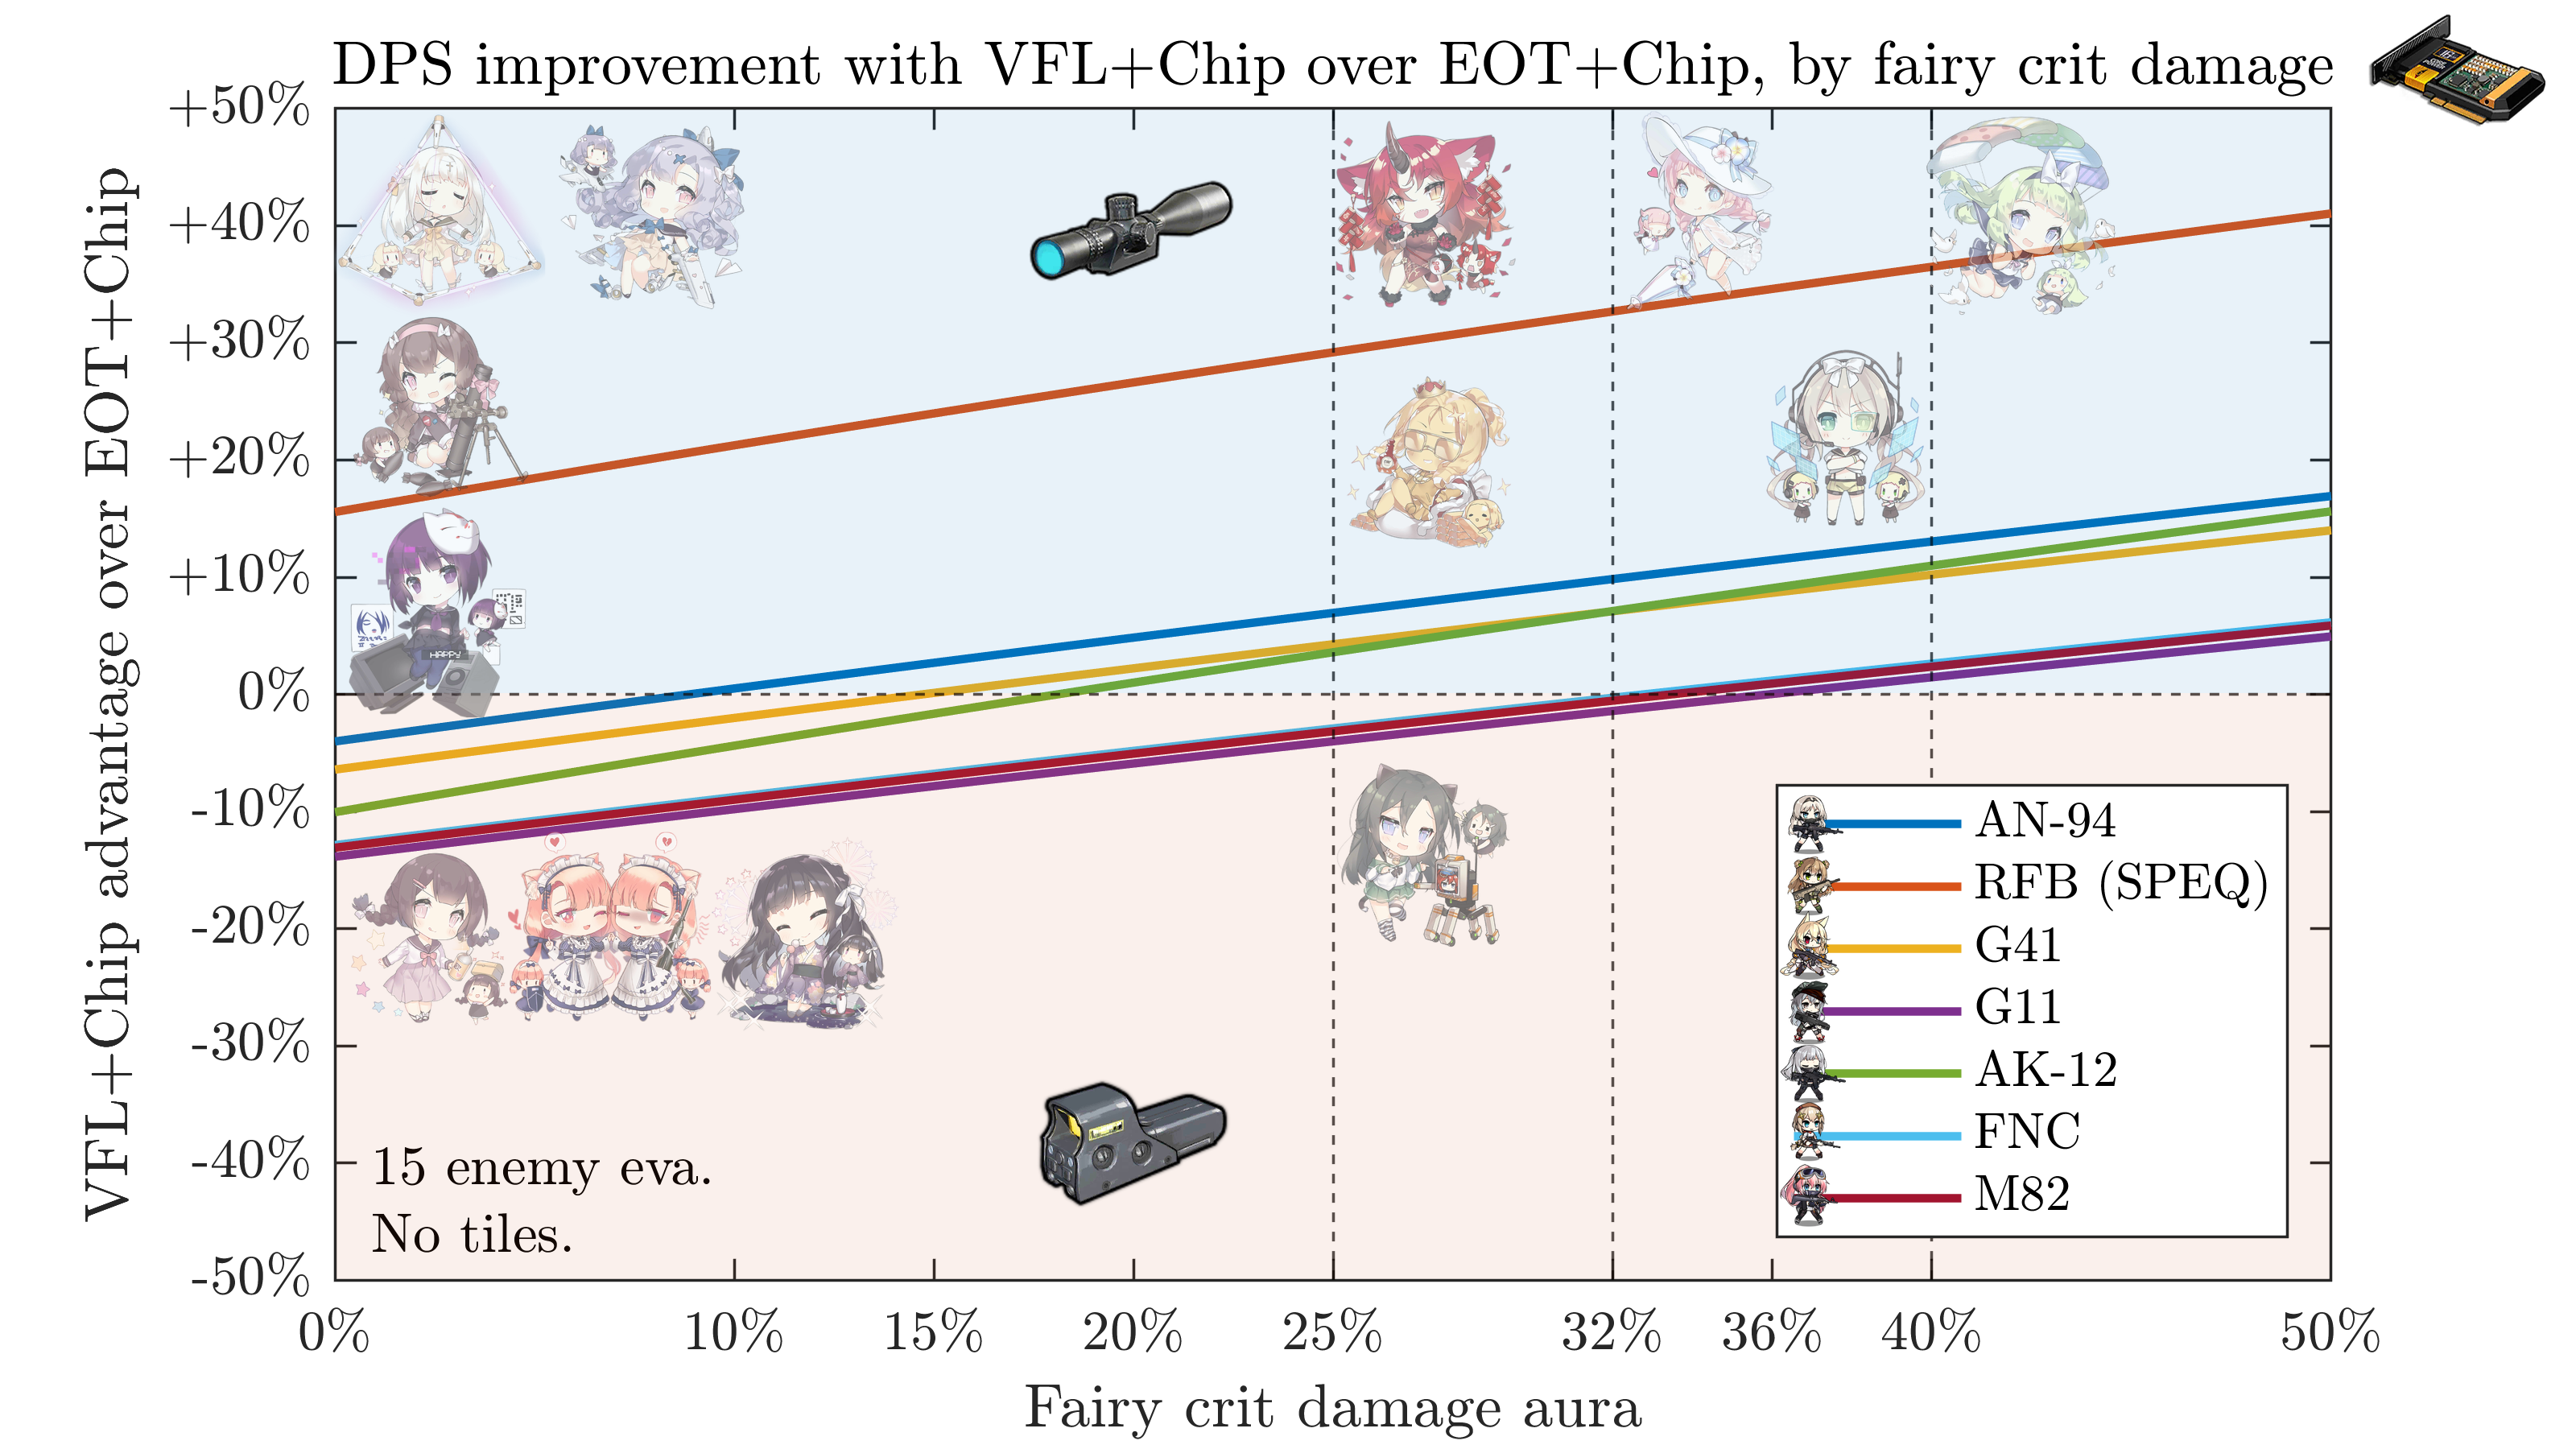 DPS improvement with VFL+Chip over EOT+Chip, by fairy crit damage
VFL+Chip advantage over EOT+Chip
+50%
+40%
+30%
+20%
+10%
0%
-10%
-20%
-30%
-40%
-50%
HAPPY
15 enemy eva.
No tiles.
AN-94
RFB (SPEQ)
G41
G11
AK-12
FNC
M82
0%
10%
15%
20%
25%
32%
36%
40%
50%
Fairy crit damage aura